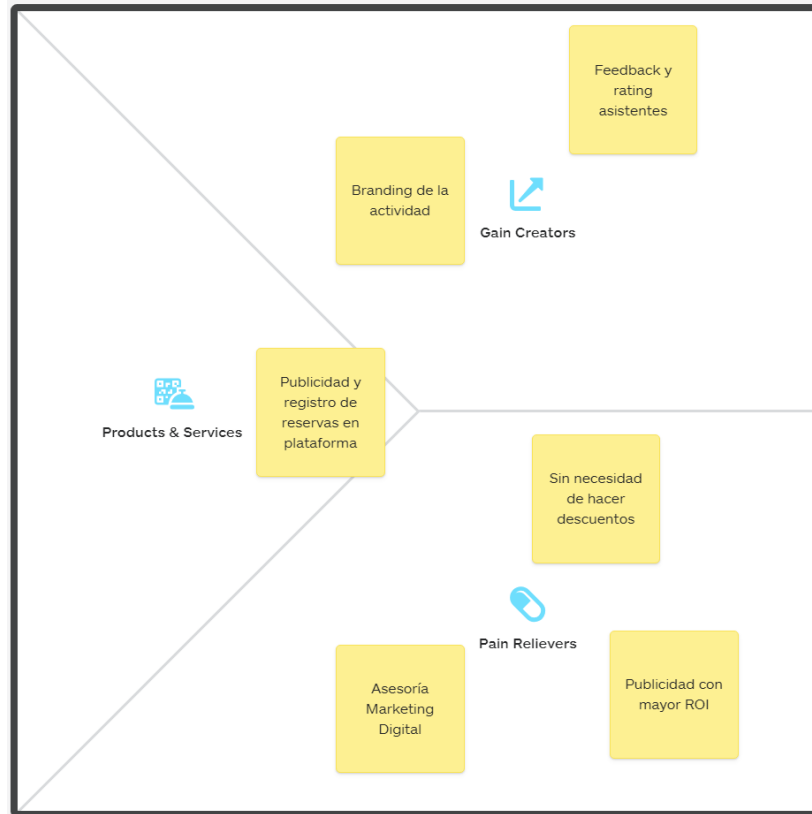 Feedback y
rating
asistentes
Branding de la
actividad
Gain Creators
Publicidad y
registro de
reservas en
plataforma
Products & Services
Sin necesidad
de hacer
descuentos
Pain Relievers
Asesoría
Marketing
Digital
Publicidad con
mayor ROI